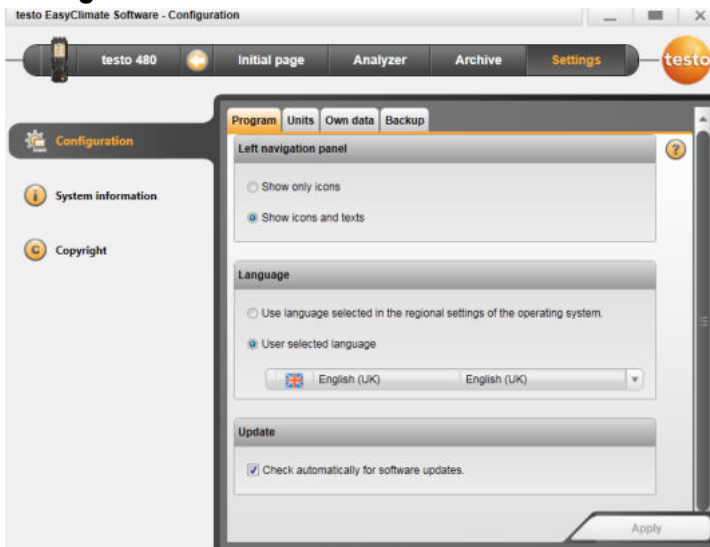 testo EasyClimate Software - Configuration
testo 480
Initial page
Analyzer
Archive
Settings
testo
Configuration
System information
Copyright
Program
Units
Own data
Backup
Left navigation panel
Show only icons
Show icons and texts
Language
Use language selected in the regional settings of the operating system.
User selected language
English (UK) English (UK)
Update
Check automatically for software updates.
Apply